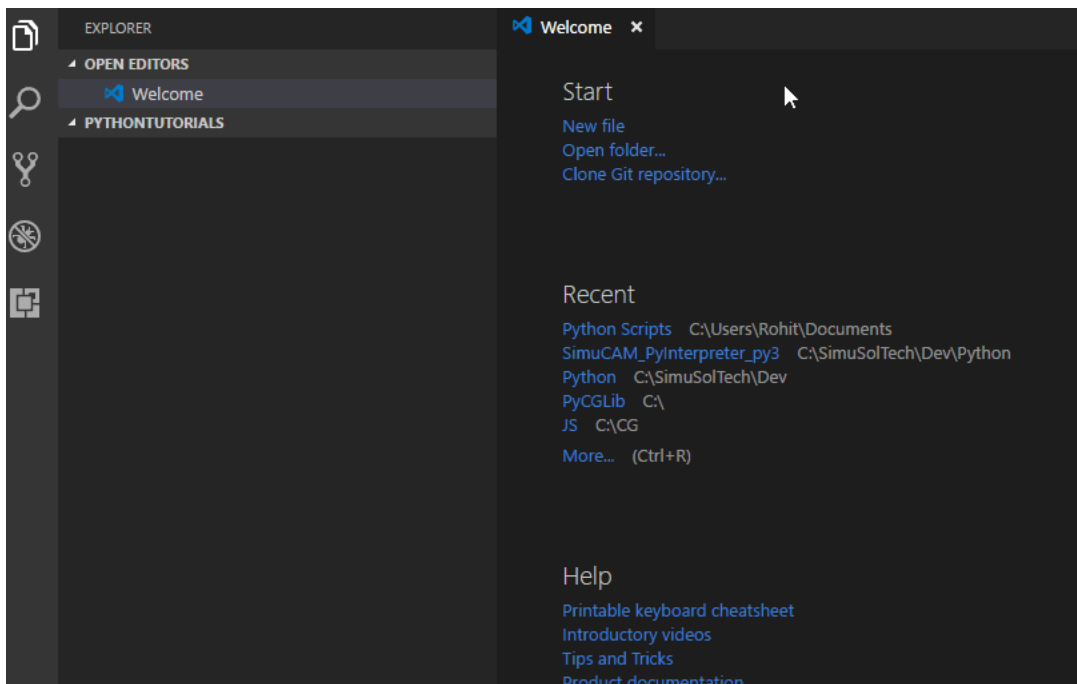 EXPLORER
OPEN EDITORS
Welcome
PYTHONTUTORIALS
Welcome
Start
New file
Open folder...
Clone Git repository...
Recent
Python Scripts C:\Users\Rohit\Documents
SimuCAM_PyInterpreter_py3 C:\SimuSolTech\Dev\Python
Python C:\SimuSolTech\Dev
PyCGLib C:\
JS C:\CG
More... (Ctrl+R)
Help
Printable keyboard cheatsheet
Introductory videos
Tips and Tricks
Product documentation